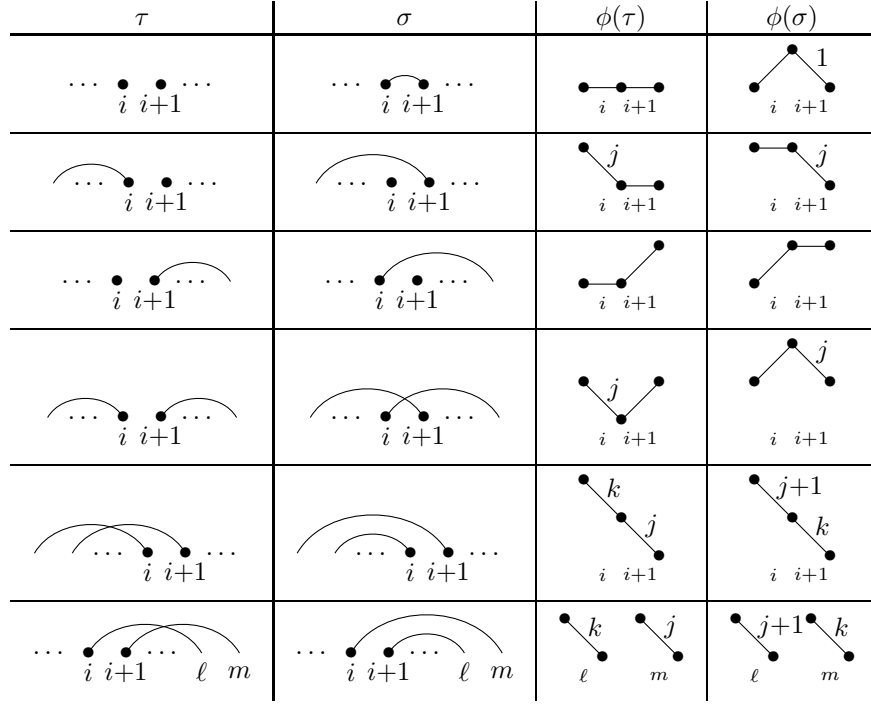 τ σ ϕ(τ) ϕ(σ)
··· i i+1 ··· ··· i i+1 ··· i i+1 1 i i+1
··· i i+1 ··· ··· i i+1 ··· j i i+1 j i i+1
··· i i+1 ··· ··· i i+1 ··· i i+1 i i+1
··· i i+1 ··· ··· i i+1 ··· j i i+1 j i i+1
··· i i+1 ··· ··· i i+1 ··· k j i i+1 j+1 k i i+1
··· i i+1 ··· ℓ m ··· i i+1 ··· ℓ m k j ℓ m j+1 k ℓ m